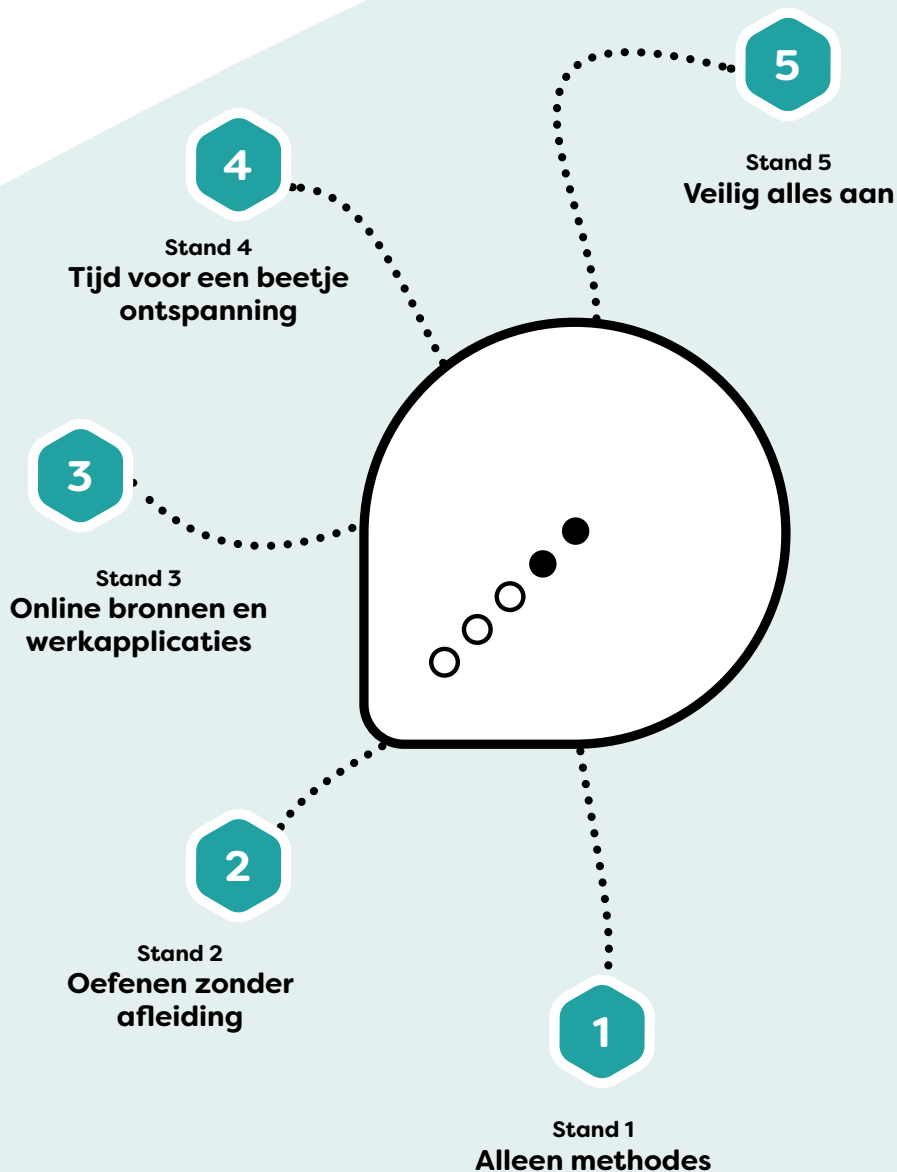 5
Stand 5
Veilig alles aan
4
Stand 4
Tijd voor een beetje
ontspanning
3
Stand 3
Online bronnen en
werkapplicaties
2
Stand 2
Oefenen zonder
afleiding
1
Stand 1
Alleen methodes